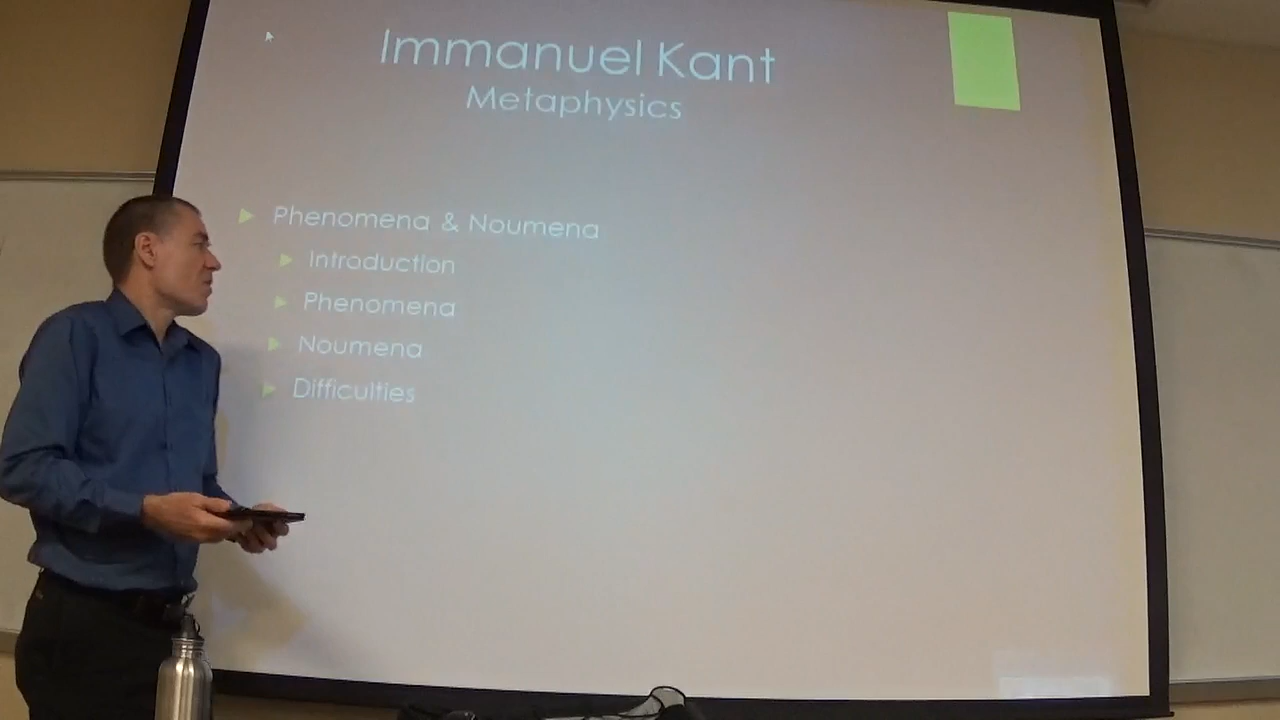 Immanuel Kant
Metaphysics
Phenomena & Noumena
Introduction
Phenomena
Noumena
Difficulties